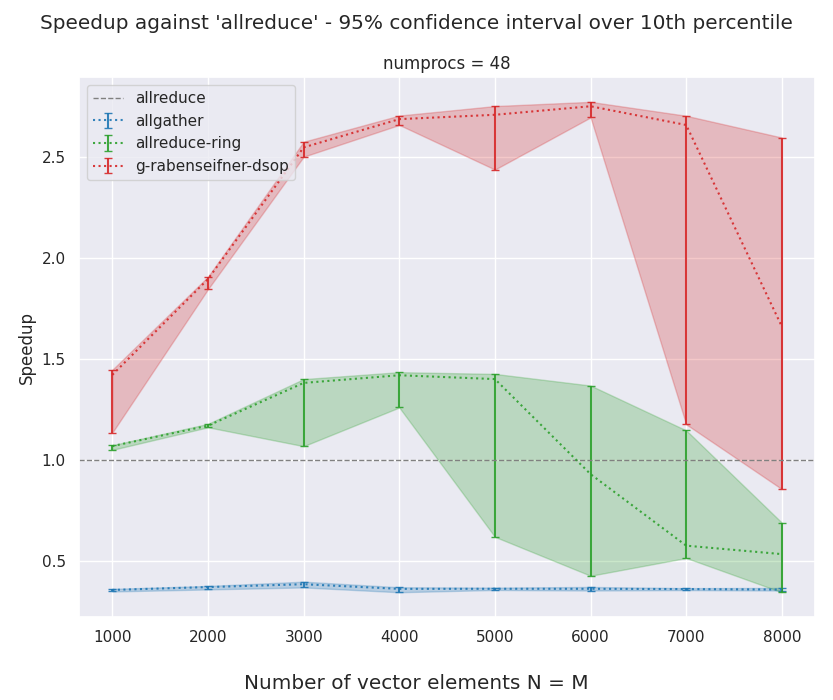 Speedup against 'allreduce' - 95% confidence interval over 10th percentile
numprocs = 48
allreduce
allgather
allreduce-ring
g-rabenseifner-dsop
2.5
2.0
1.5
1.0
0.5
Speedup
1000 2000 3000 4000 5000 6000 7000 8000
Number of vector elements N = M